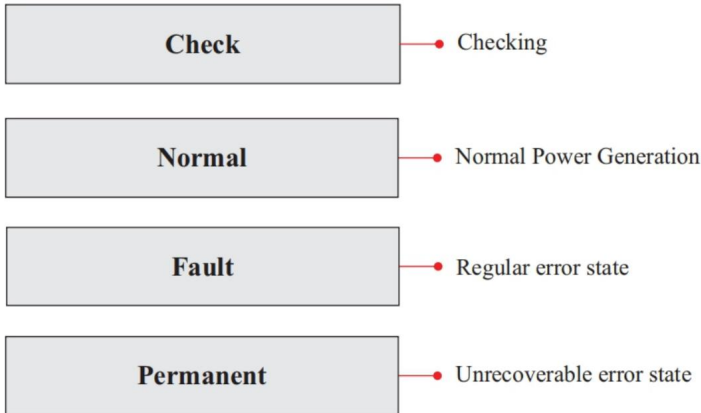 Check
Checking
Normal
Normal Power Generation
Fault
Regular error state
Permanent
Unrecoverable error state